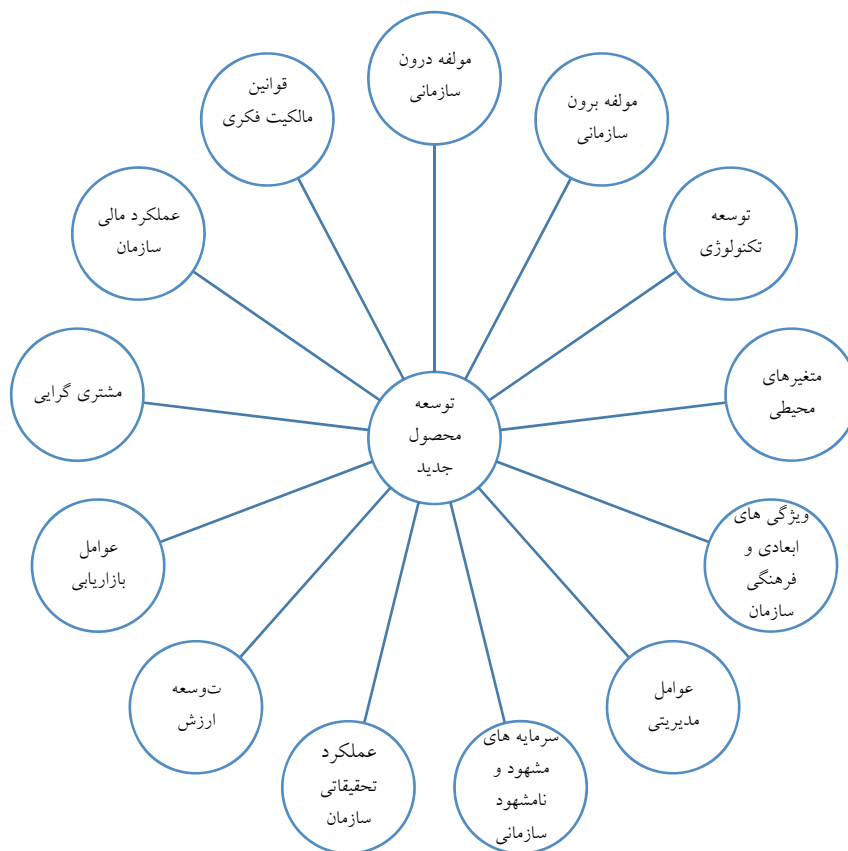 مولفه درون
سازمانی
مولفه برون
سازمانی
توسعه
تکنولوژی
متغیرهای
محیطی
ویژگی های
ابعادی و
فرهنگی
سازمان
عوامل
مدیریتی
سرمایه های
مشهود و
نامشهود
سازمانی
عملکرد
تحقیقاتی
سازمان
توسعه
ارزش
عوامل
بازاریابی
مشتری گرایی
عملکرد مالی
سازمان
قوانین
مالکیت فکری
توسعه
محصول
جدید